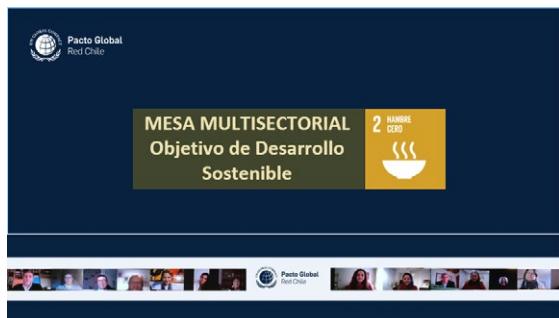 Pacto Global
Red Chile
MESA MULTISECTORIAL
Objetivo de Desarrollo
Sostenible
2 HAMBRE
CERO
Pacto Global
Red Chile